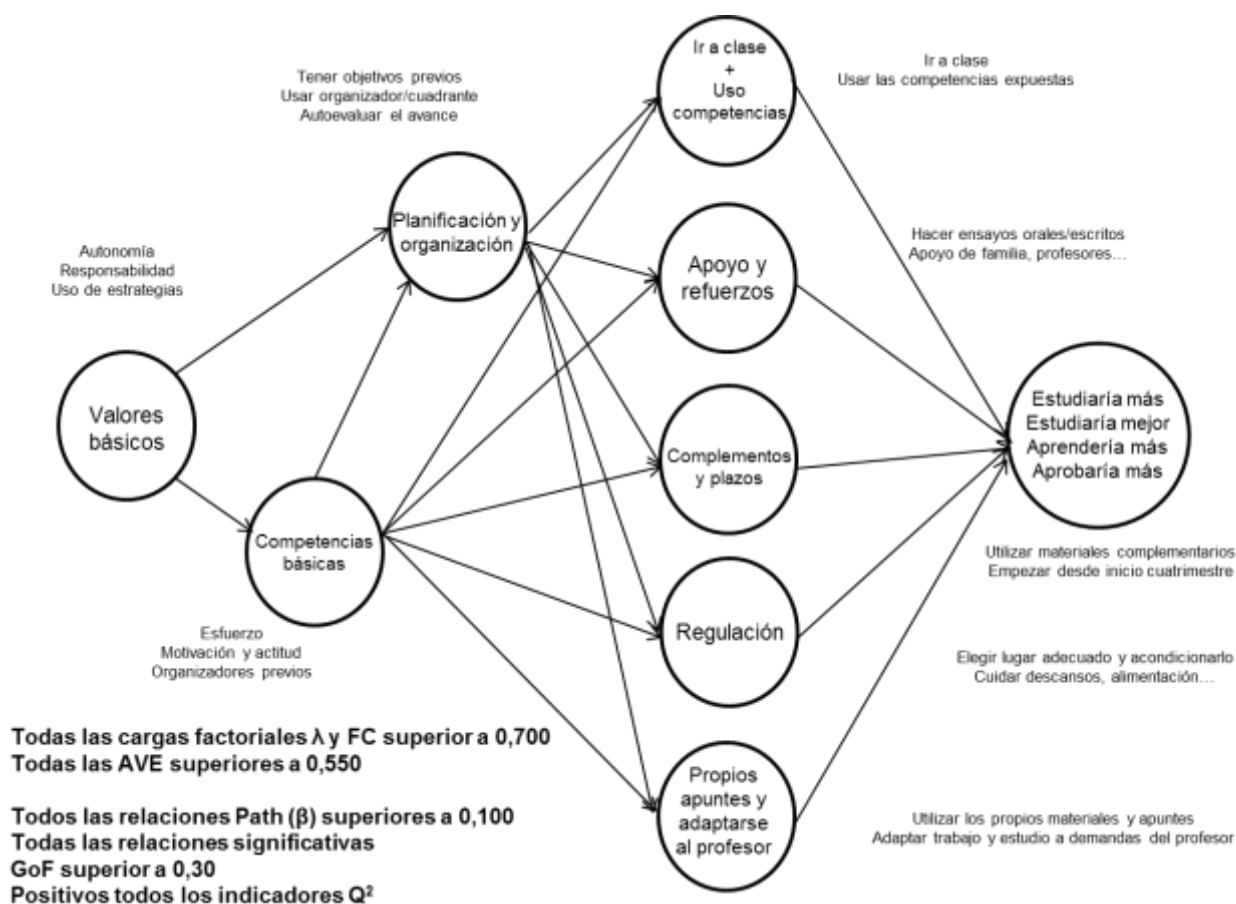 Ir a clase
+
Uso
competencias
Ir a clase
Usar las competencias expuestas
Tener objetivos previos
Usar organizador/cuadrante
Autoevaluar el avance
Planificación y
organización
Autonomía
Responsabilidad
Uso de estrategias
Apoyo y
refuerzos
Hacer ensayos orales/escritos
Apoyo de familia, profesores…
Valores
básicos
Complementos
y plazos
Estudiaría más
Estudiaría mejor
Aprendería más
Aprobaría más
Competencias
básicas
Utilizar materiales complementarios
Empezar desde inicio cuatrimestre
Esfuerzo
Motivación y actitud
Organizadores previos
Regulación
Elegir lugar adecuado y acondicionarlo
Cuidar descansos, alimentación…
Propios
apuntes y
adaptarse
al profesor
Utilizar los propios materiales y apuntes
Adaptar trabajo y estudio a demandas del profesor
Todas las cargas factoriales λ y FC superior a 0,700
Todas las AVE superiores a 0,550
Todos las relaciones Path (β) superiores a 0,100
Todas las relaciones significativas
GoF superior a 0,30
Positivos todos los indicadores Q²